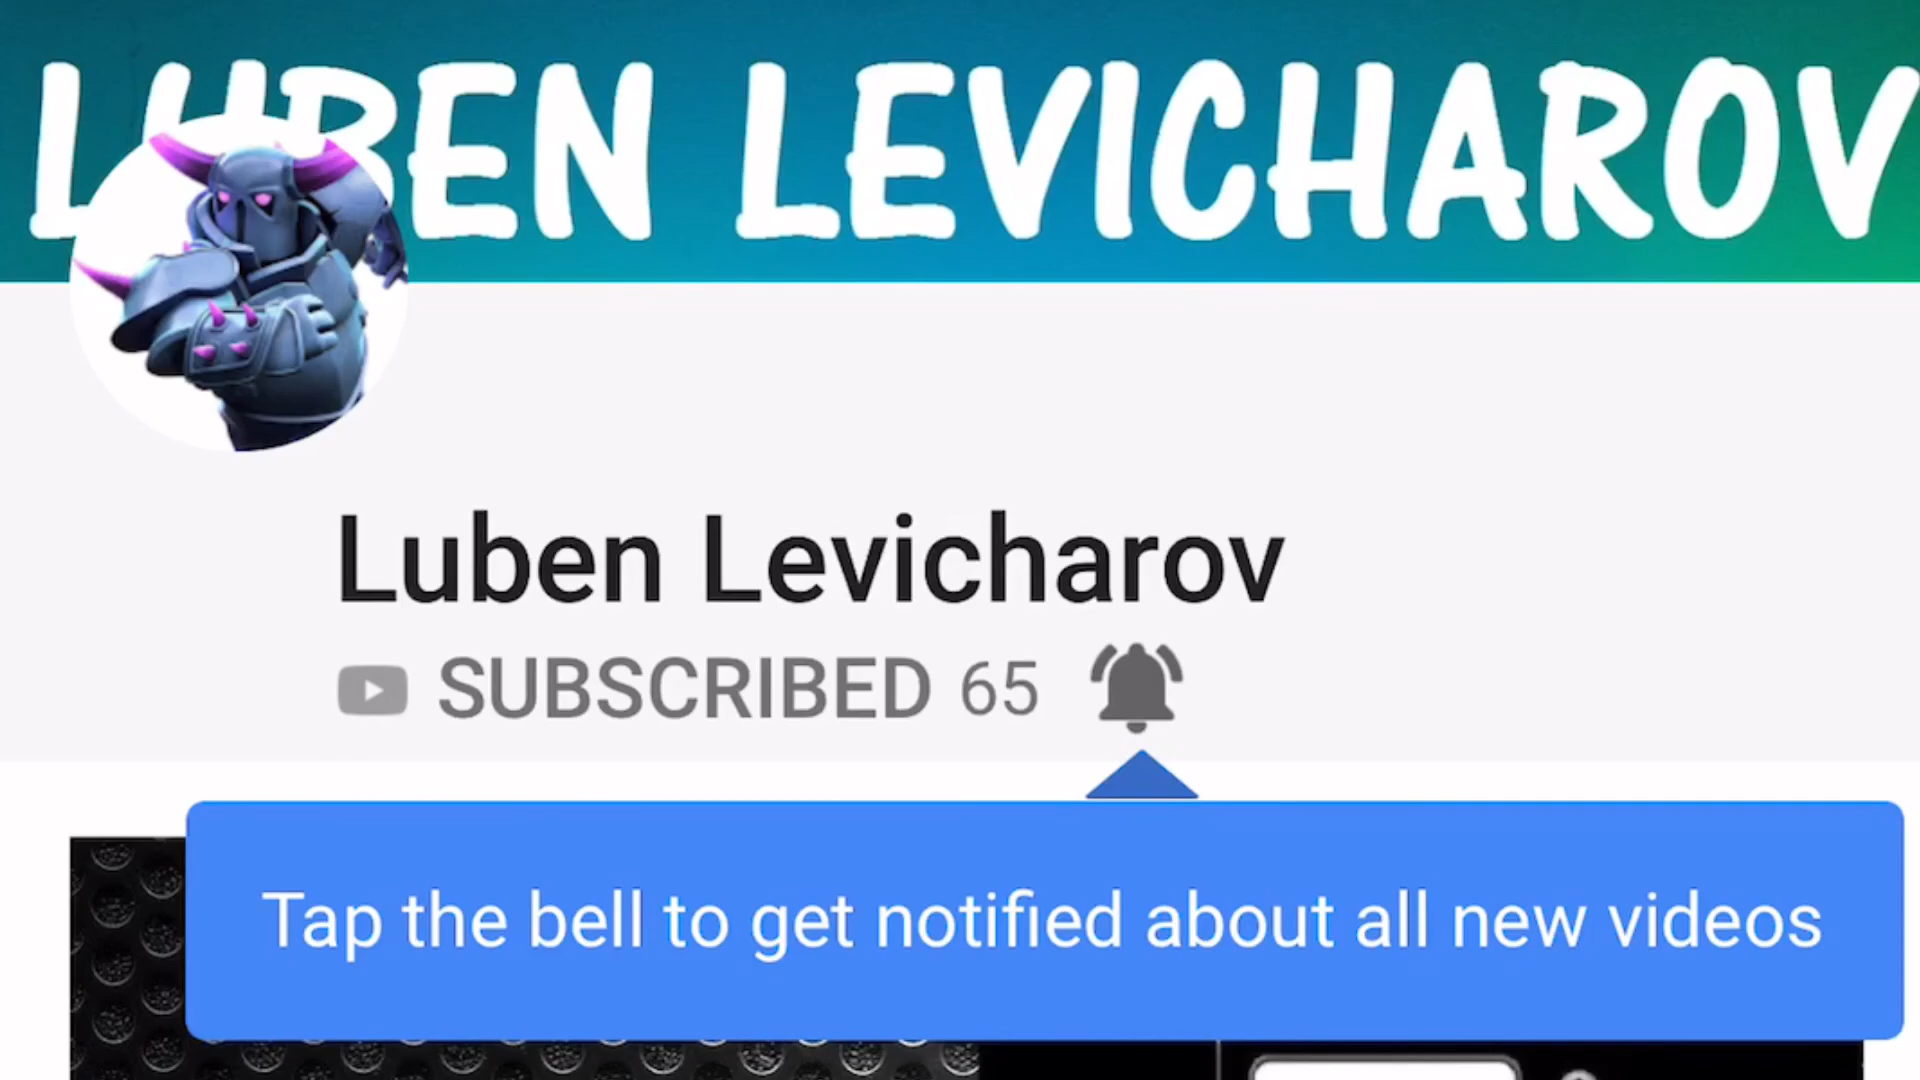 LUBEN LEVICHAROV
Luben Levicharov
SUBSCRIBED 65
Tap the bell to get notified about all new videos